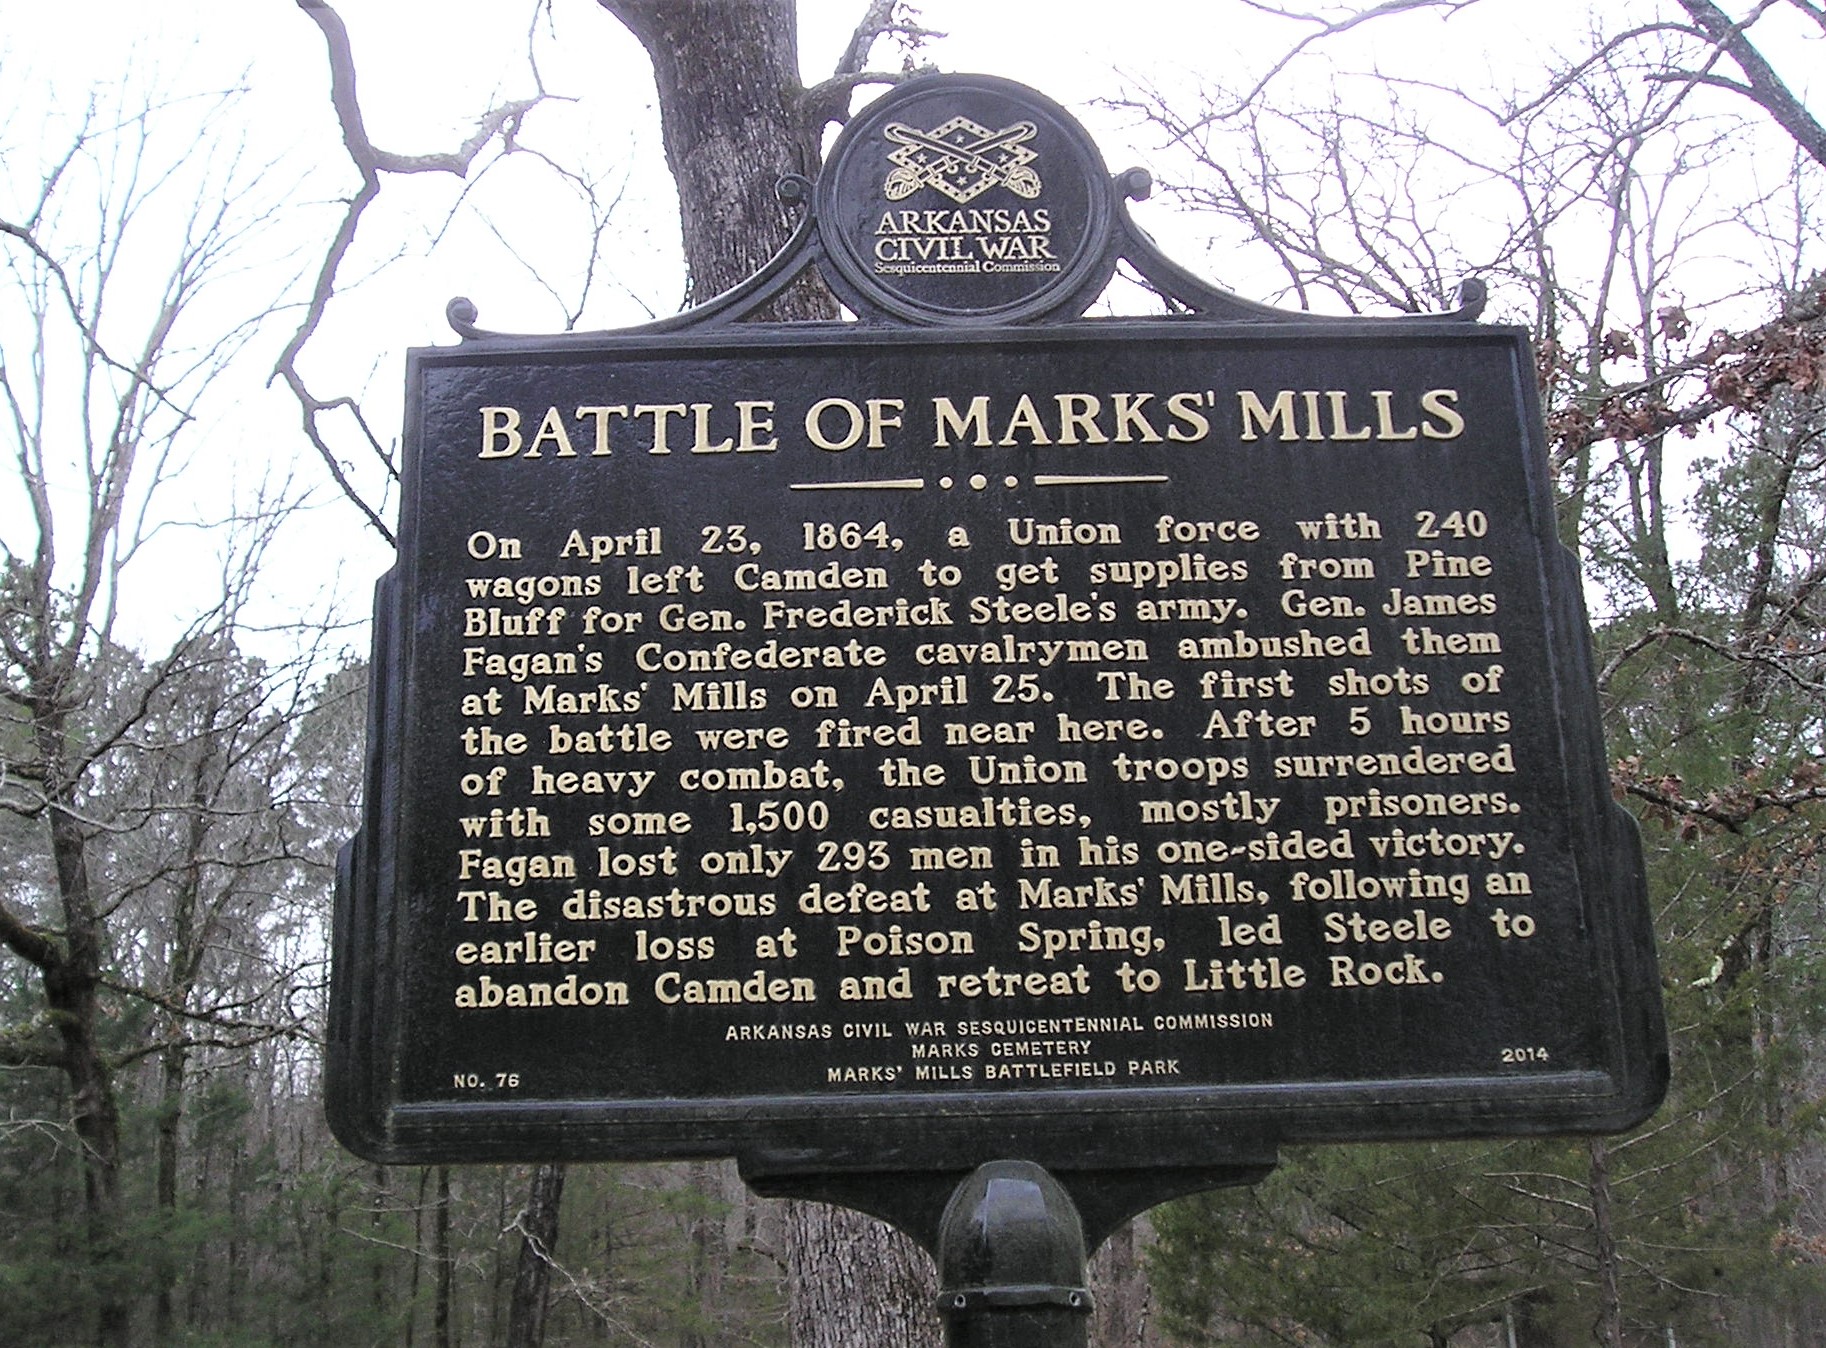 ARKANSAS
CIVIL WAR
Sesquicentennial Commission
BATTLE OF MARKS' MILLS
On April 23, 1864, a Union force with 240
wagons left Camden to get supplies from Pine
Bluff for Gen. Frederick Steele's army. Gen. James
Fagan's Confederate cavalrymen ambushed them
at Marks' Mills on April 25. The first shots of
the battle were fired near here. After 5 hours
of heavy combat, the Union troops surrendered
with some 1,500 casualties, mostly prisoners.
Fagan lost only 293 men in his one-sided victory.
The disastrous defeat at Marks' Mills, following an
earlier loss at Poison Spring, led Steele to
abandon Camden and retreat to Little Rock.
ARKANSAS CIVIL WAR SESQUICENTENNIAL COMMISSION
MARKS CEMETERY
MARKS' MILLS BATTLEFIELD PARK
NO. 76
2014